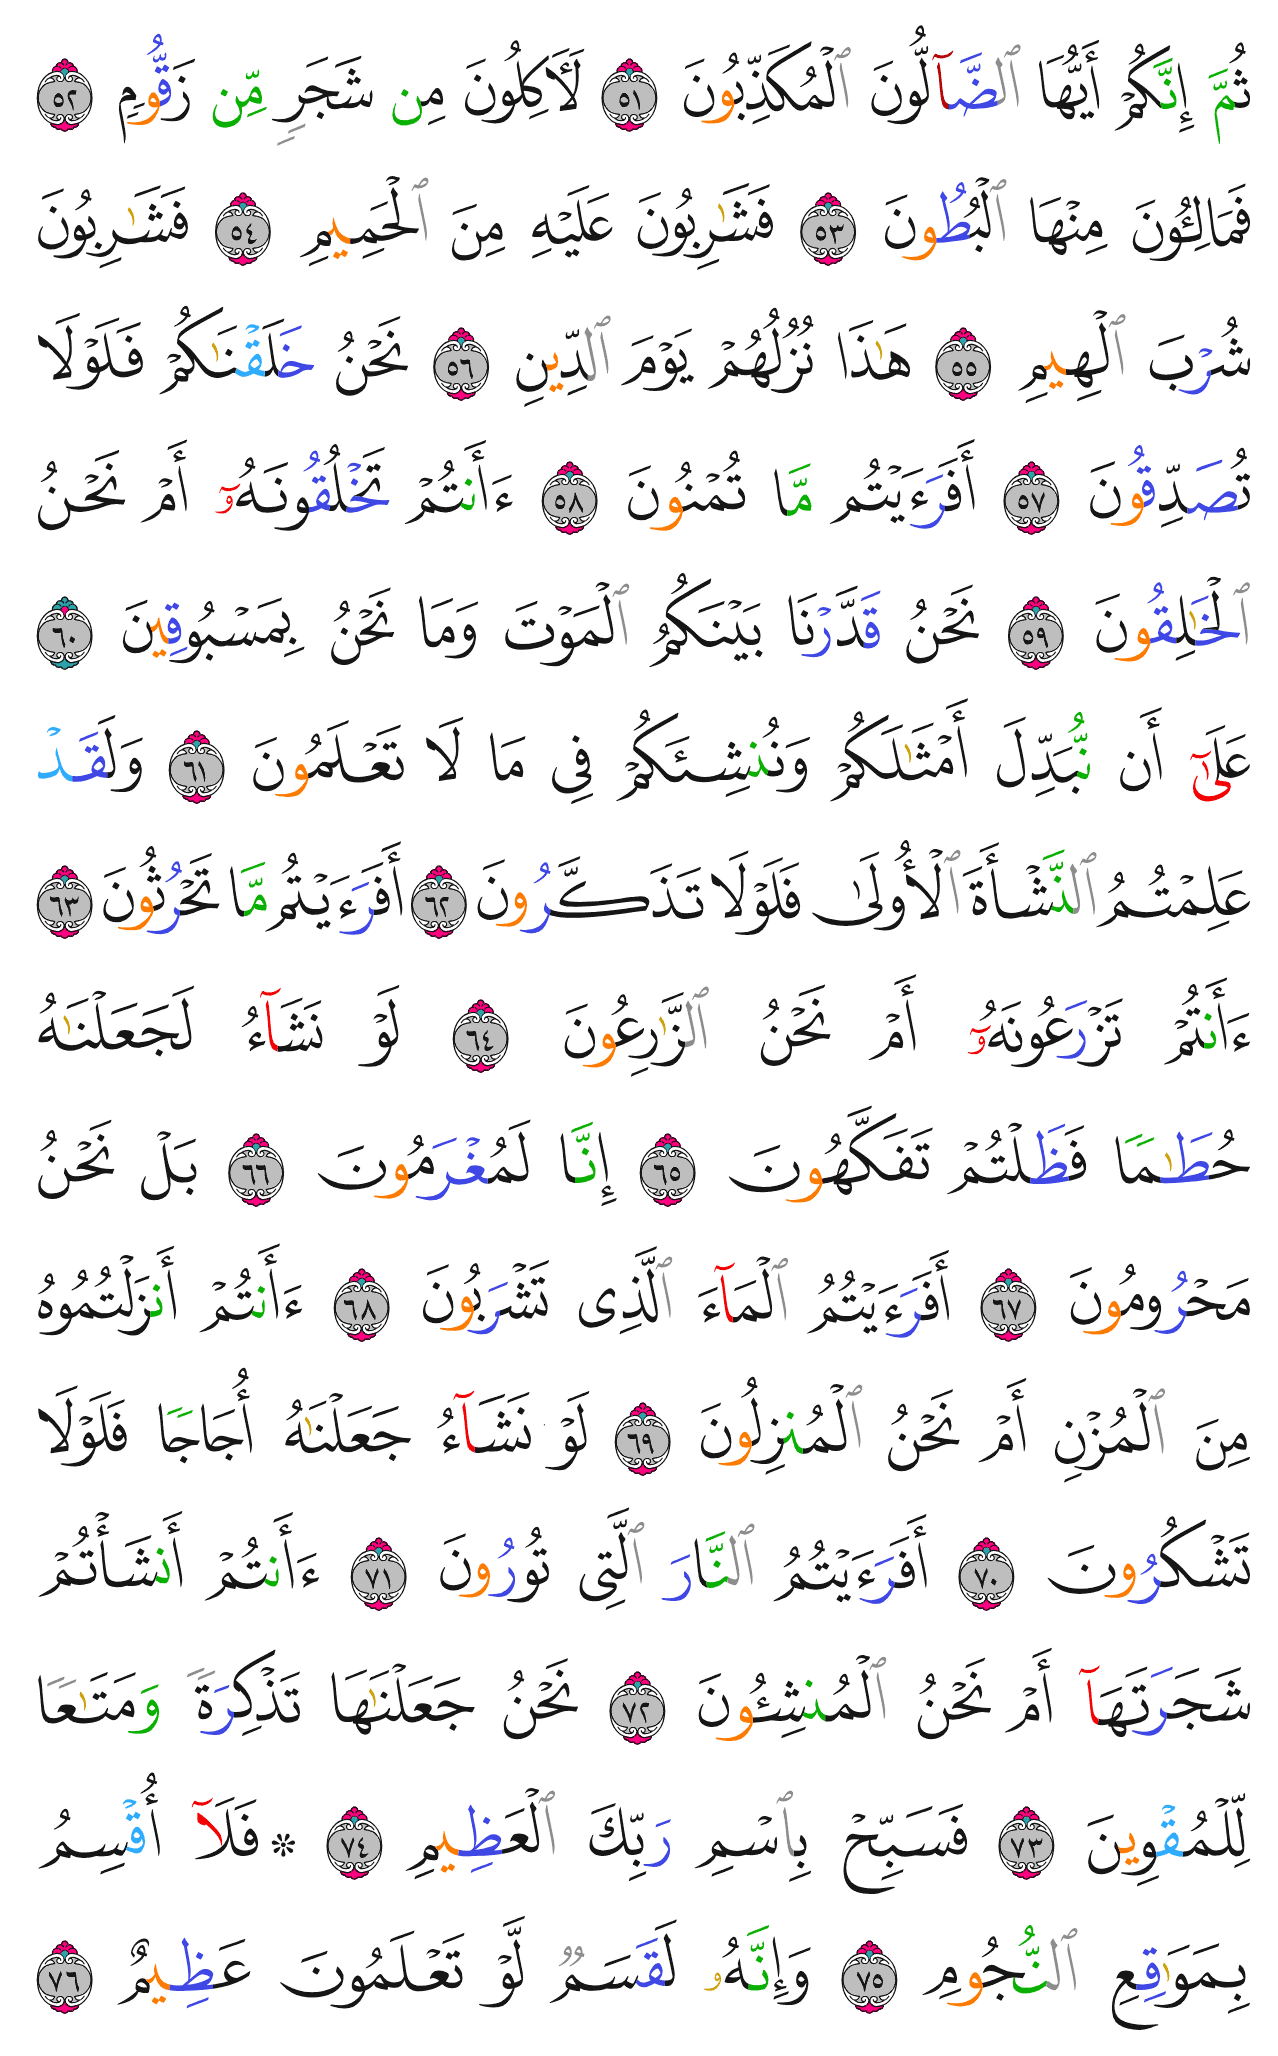 ثُمَّ إِنَّكُمْ أَيُّهَا ٱلضَّآلُّونَ ٱلْمُكَذِّبُونَ ٥١ لَـَٔاكِلُونَ مِن شَجَرٍ مِّن زَقُّومٍ ٥٢
فَمَالِـُٔونَ مِنْهَا ٱلْبُطُونَ ٥٣ فَشَـٰرِبُونَ عَلَيْهِ مِنَ ٱلْحَمِيمِ ٥٤ فَشَـٰرِبُونَ
شُرْبَ ٱلْهِيمِ ٥٥ هَـٰذَا نُزُلُهُمْ يَوْمَ ٱلدِّينِ ٥٦ نَحْنُ خَلَقْنَـٰكُمْ فَلَوْلَا
تُصَدِّقُونَ ٥٧ أَفَرَءَيْتُم مَّا تُمْنُونَ ٥٨ ءَأَنتُمْ تَخْلُقُونَهُۥٓ أَمْ نَحْنُ
ٱلْخَـٰلِقُونَ ٥٩ نَحْنُ قَدَّرْنَا بَيْنَكُمُ ٱلْمَوْتَ وَمَا نَحْنُ بِمَسْبُوقِينَ ٦٠
عَلَىٰٓ أَن نُّبَدِّلَ أَمْثَـٰلَكُمْ وَنُنشِئَكُمْ فِى مَا لَا تَعْلَمُونَ ٦١ وَلَقَدْ
عَلِمْتُمُ ٱلنَّشْأَةَ ٱلْأُولَىٰ فَلَوْلَا تَذَكَّرُونَ ٦٢ أَفَرَءَيْتُم مَّا تَحْرُثُونَ ٦٣
ءَأَنتُمْ تَزْرَعُونَهُۥٓ أَمْ نَحْنُ ٱلزَّٰرِعُونَ ٦٤ لَوْ نَشَآءُ لَجَعَلْنَـٰهُ
حُطَـٰمًا فَظَلْتُمْ تَفَكَّهُونَ ٦٥ إِنَّا لَمُغْرَمُونَ ٦٦ بَلْ نَحْنُ
مَحْرُومُونَ ٦٧ أَفَرَءَيْتُمُ ٱلْمَآءَ ٱلَّذِى تَشْرَبُونَ ٦٨ ءَأَنتُمْ أَنزَلْتُمُوهُ
مِنَ ٱلْمُزْنِ أَمْ نَحْنُ ٱلْمُنزِلُونَ ٦٩ لَوْ نَشَآءُ جَعَلْنَـٰهُ أُجَاجًا فَلَوْلَا
تَشْكُرُونَ ٧٠ أَفَرَءَيْتُمُ ٱلنَّارَ ٱلَّتِى تُورُونَ ٧١ ءَأَنتُمْ أَنشَأْتُمْ
شَجَرَتَهَآ أَمْ نَحْنُ ٱلْمُنشِـُٔونَ ٧٢ نَحْنُ جَعَلْنَـٰهَا تَذْكِرَةً وَمَتَـٰعًا
لِّلْمُقْوِينَ ٧٣ فَسَبِّحْ بِٱسْمِ رَبِّكَ ٱلْعَظِيمِ ٧٤ ۞ فَلَآ أُقْسِمُ
بِمَوَٰقِعِ ٱلنُّجُومِ ٧٥ وَإِنَّهُۥ لَقَسَمٌ لَّوْ تَعْلَمُونَ عَظِيمٌ ٧٦